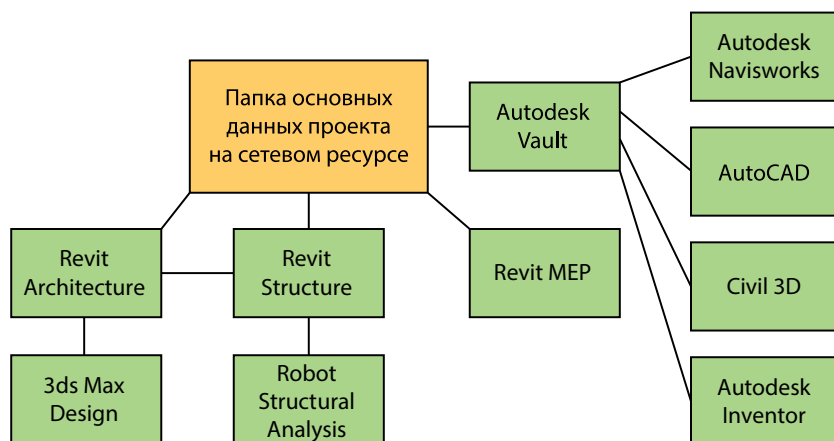 Папка основных
данных проекта
на сетевом ресурсе
Autodesk
Vault
Autodesk
Navisworks
AutoCAD
Civil 3D
Autodesk
Inventor
Revit
Architecture
Revit
Structure
Revit MEP
3ds Max
Design
Robot
Structural
Analysis